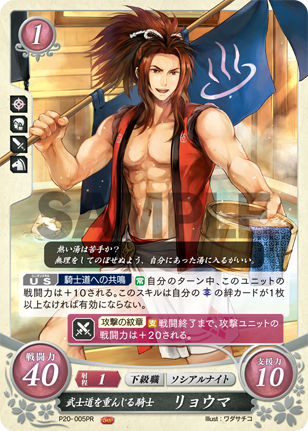 1
SAMPLE
熱い湯は苦手か?
無理をしてのぼせぬよう、自分にあった湯に入るがいい。
US 騎士道への共鳴 常 自分のターン中、このユニットの
戦闘力は+10される。このスキルは自分の の絆カードが1枚
以上なければ有効にならない。
攻撃の紋章 支 戦闘終了まで、攻撃ユニット
の戦闘力は+20される。
戦闘力
40
射程 1
下級職
ソシアルナイト
支援力
10
武士道を重んじる騎士 リョウマ
P20-005PR
Illust:ワダサチコ